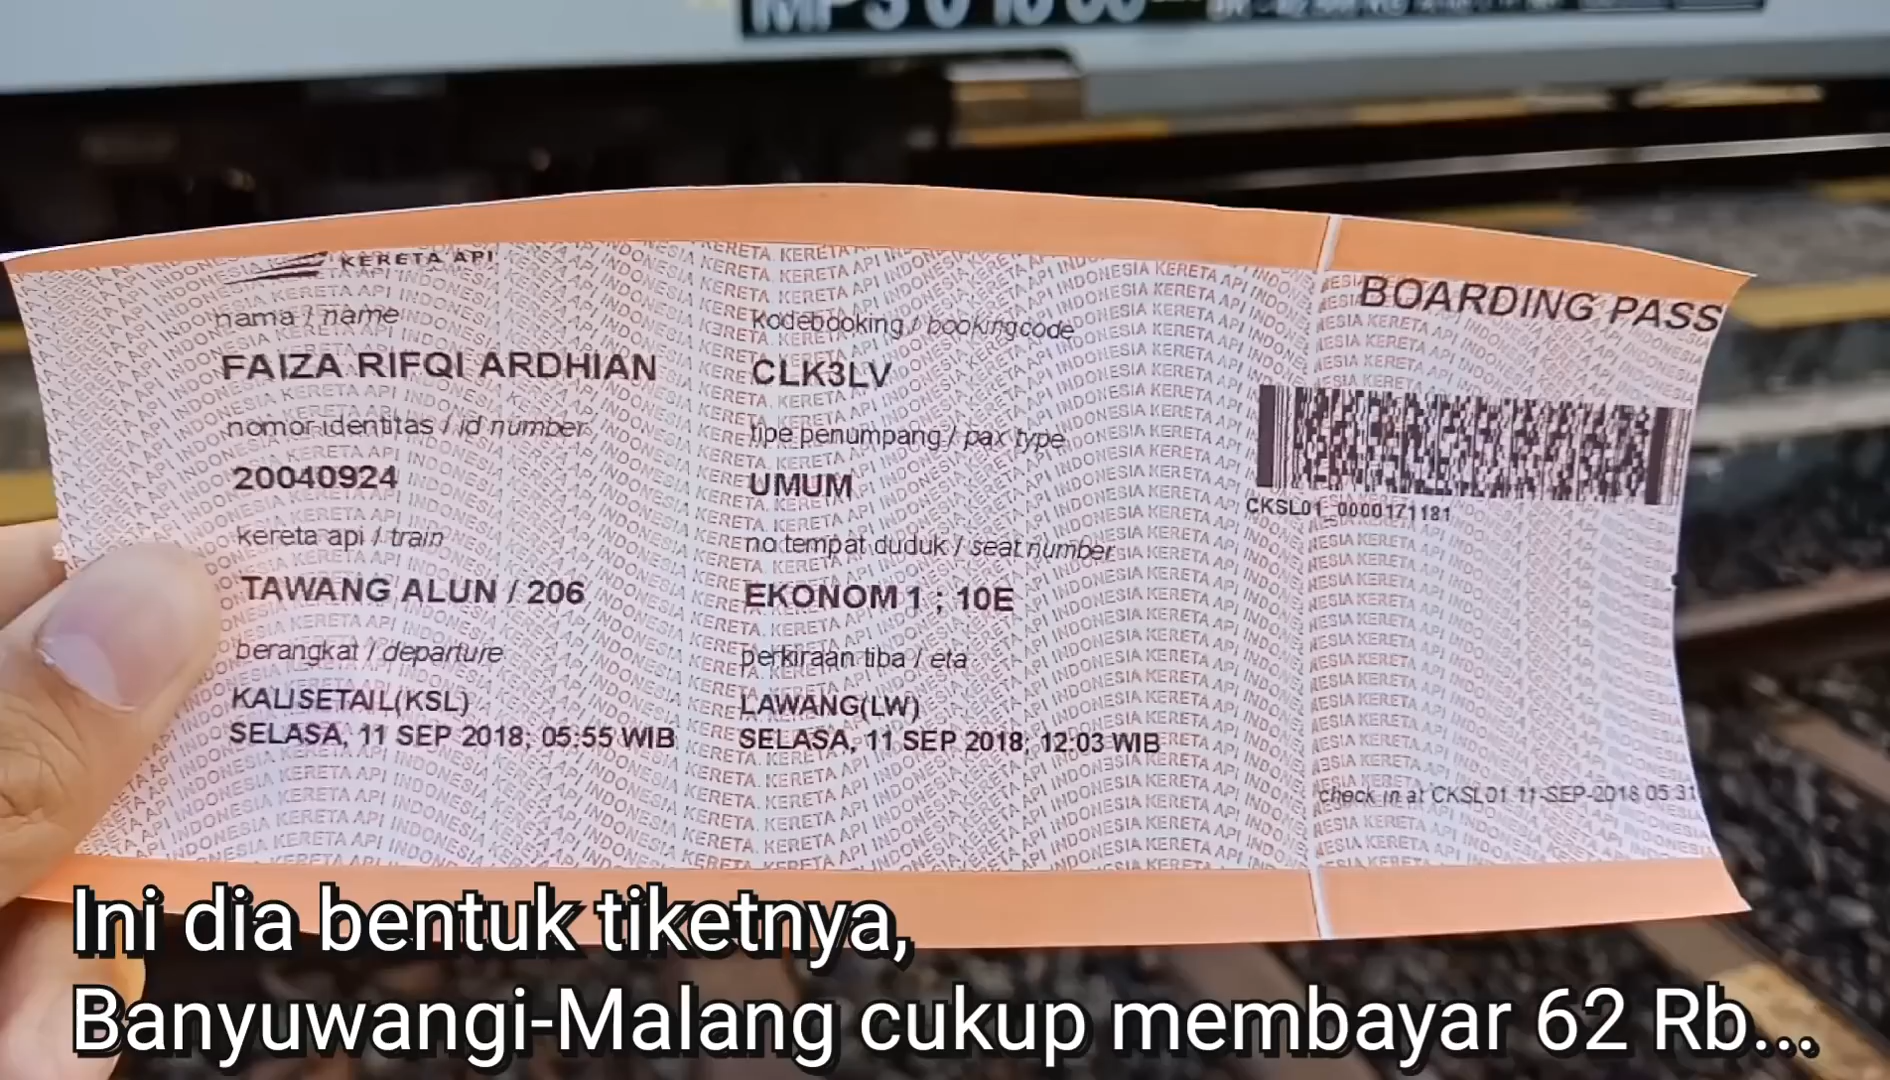 KERETA API
BOARDING PASS
nama / name
FAIZA RIFQI ARDHIAN
nomor identitas / id number
20040924
kereta api / train
TAWANG ALUN / 206
berangkat / departure
KALISETAIL(KSL)
SELASA, 11 SEP 2018; 05:55 WIB
kodebooking / bookingcode
CLK3LV
tipe penumpang / pax type
UMUM
no tempat duduk / seat number
EKONOM 1 ; 10E
perkiraan tiba / eta
LAWANG(LW)
SELASA, 11 SEP 2018; 12:03 WIB
CKSL01_0000171181
check in at CKSL01 11-SEP-2018 05:31
Ini dia bentuk tiketnya,
Banyuwangi-Malang cukup membayar 62 Rb...